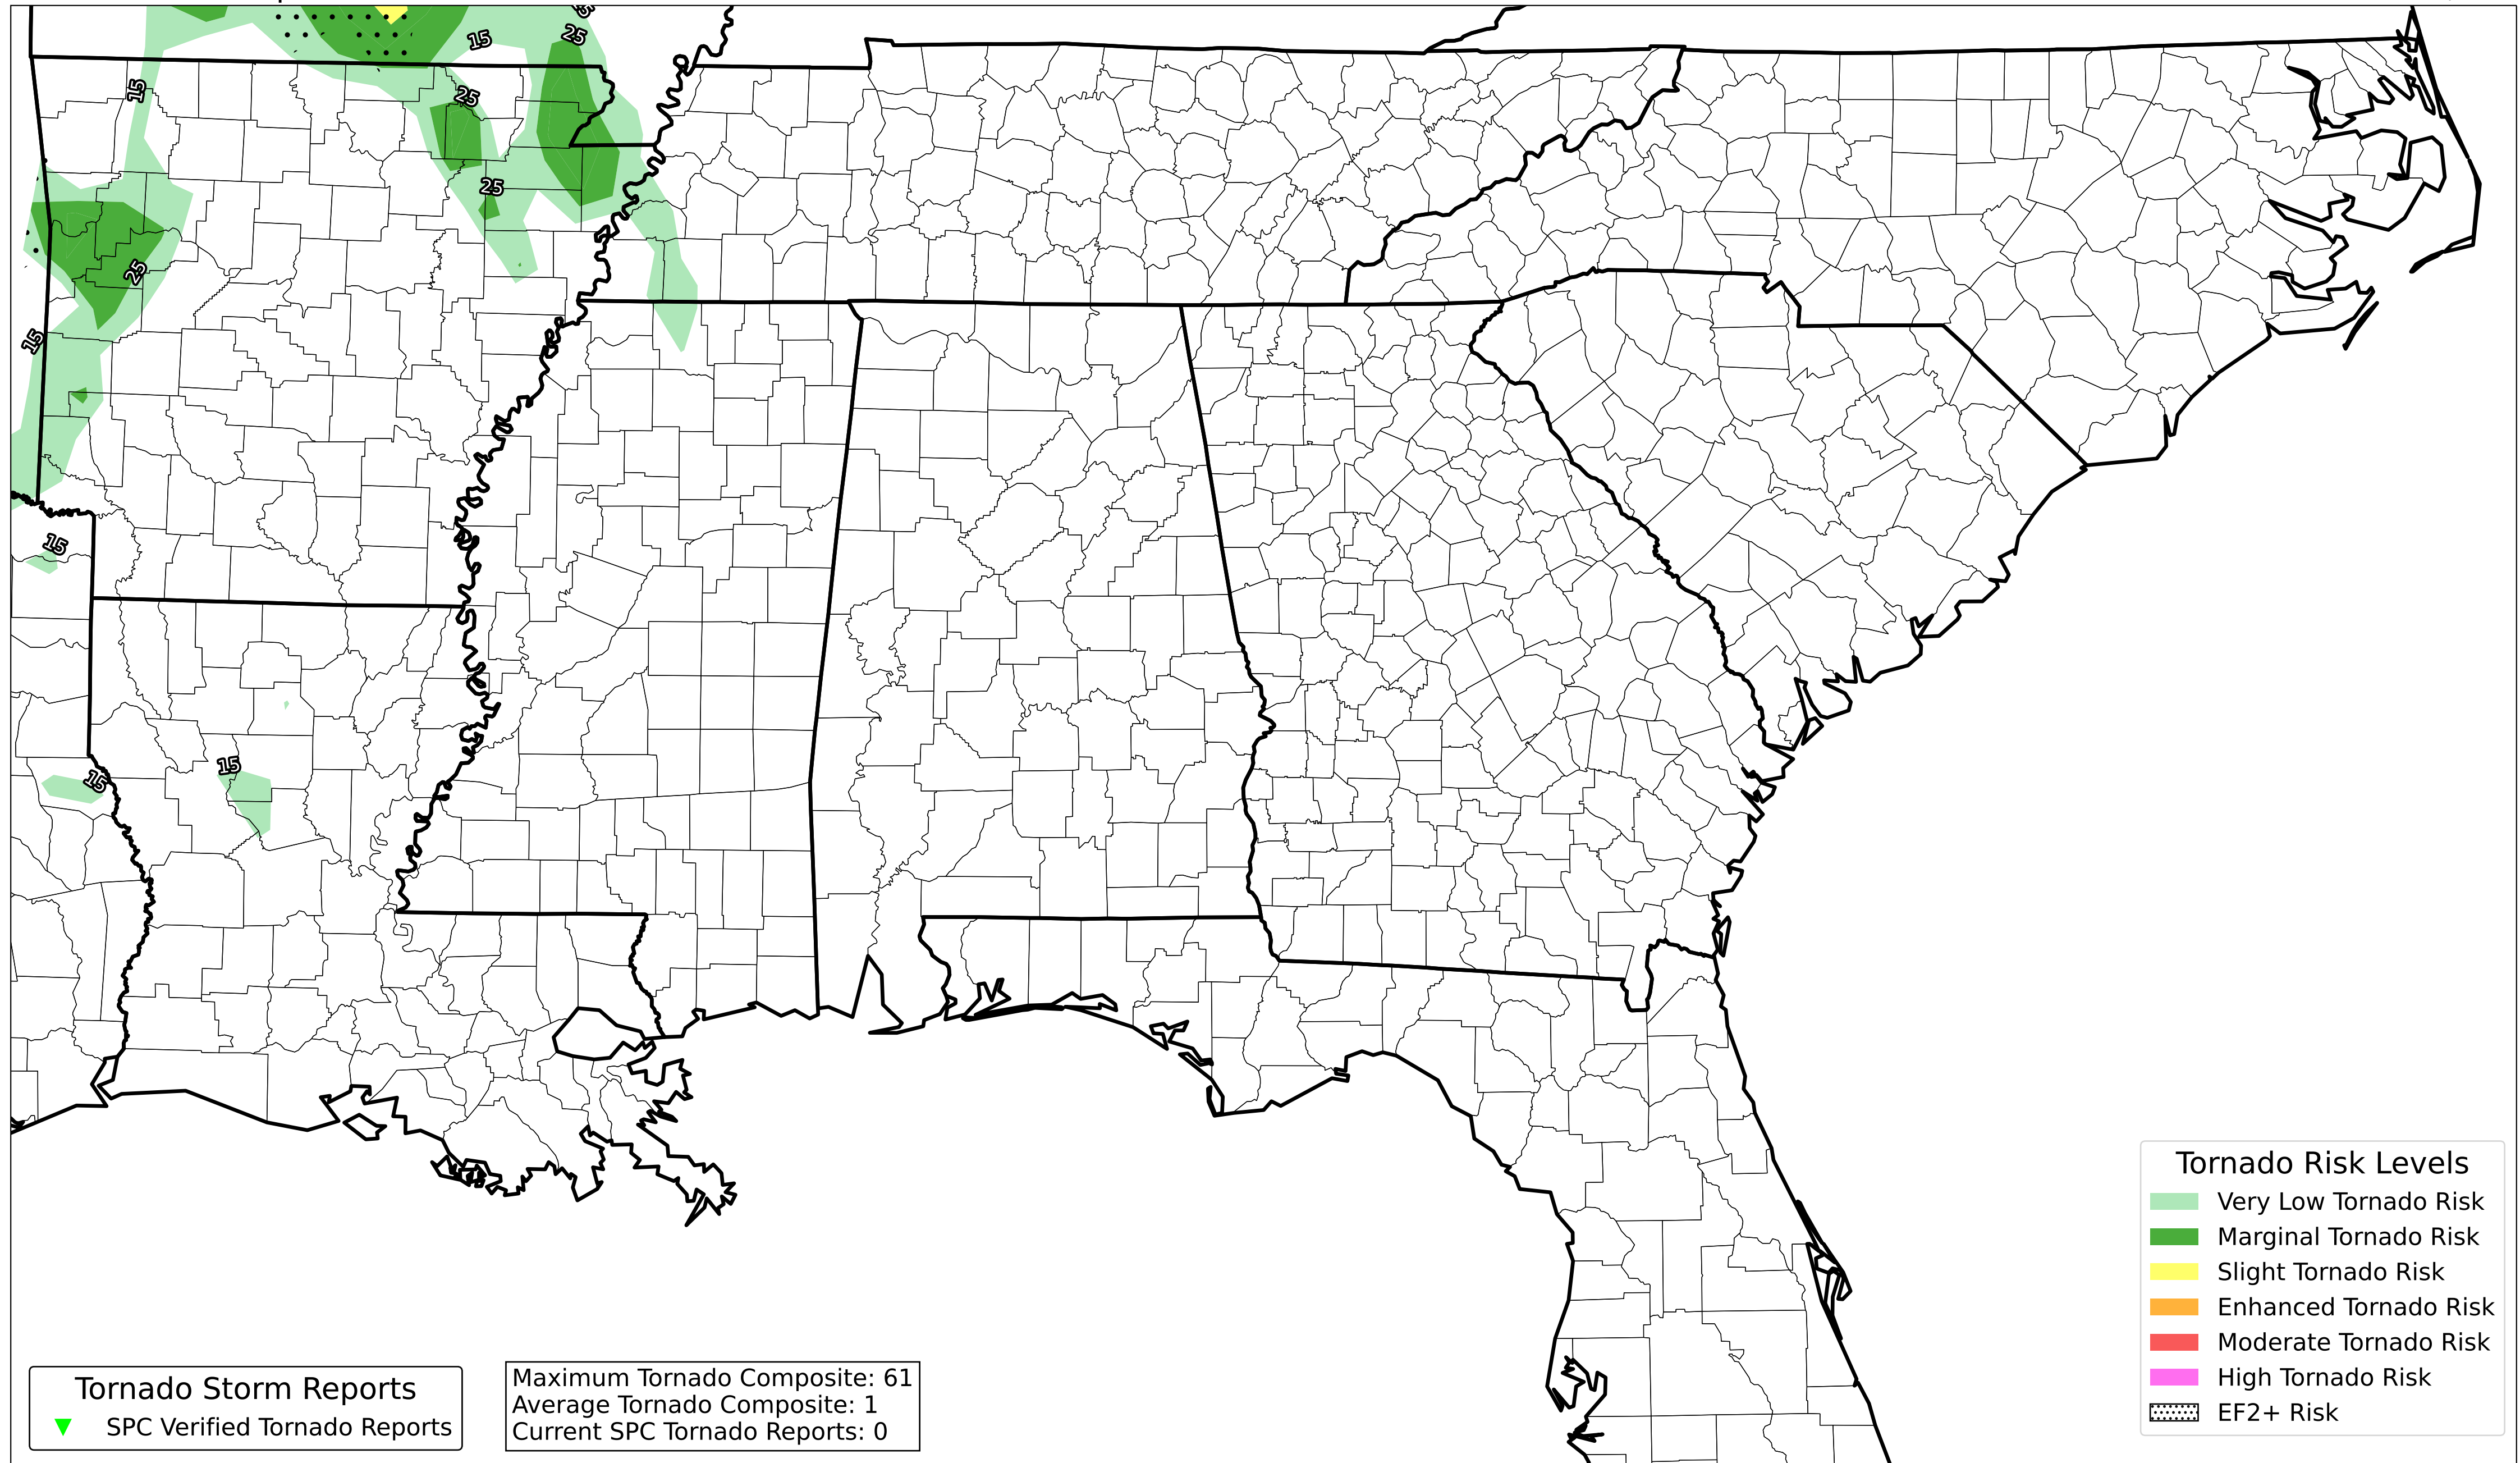 15
25
15
25
25
25
15
15
15
15
Tornado Risk Levels
Very Low Tornado Risk
Marginal Tornado Risk
Slight Tornado Risk
Enhanced Tornado Risk
Moderate Tornado Risk
High Tornado Risk
EF2+ Risk
Tornado Storm Reports
SPC Verified Tornado Reports
Maximum Tornado Composite: 61
Average Tornado Composite: 1
Current SPC Tornado Reports: 0